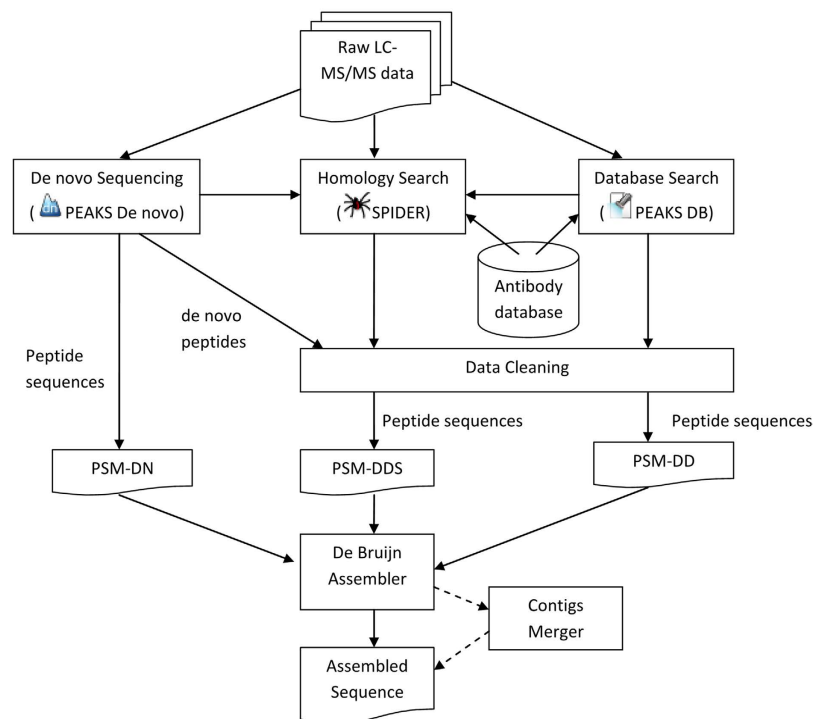 Raw LC-
MS/MS data
De novo Sequencing
( dn PEAKS De novo)
Homology Search
( SPIDER)
Database Search
( PEAKS DB)
Antibody
database
de novo
peptides
Peptide
sequences
Data Cleaning
Peptide sequences
Peptide sequences
PSM-DN
PSM-DDS
PSM-DD
De Bruijn
Assembler
Contigs
Merger
Assembled
Sequence